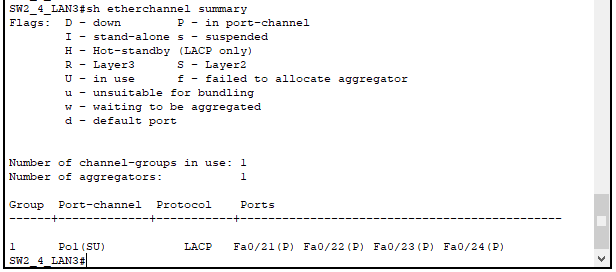 SW2_4_LAN3#sh etherchannel summary
Flags:  D - down        P - in port-channel
        I - stand-alone s - suspended
        H - Hot-standby (LACP only)
        R - Layer3      S - Layer2
        U - in use      f - failed to allocate aggregator
        u - unsuitable for bundling
        w - waiting to be aggregated
        d - default port
Number of channel-groups in use: 1
Number of aggregators:           1
Group  Port-channel  Protocol    Ports
------+-------------+-----------+----------------------------------------------
1      Po1(SU)           LACP   Fa0/21(P) Fa0/22(P) Fa0/23(P) Fa0/24(P)
SW2_4_LAN3#